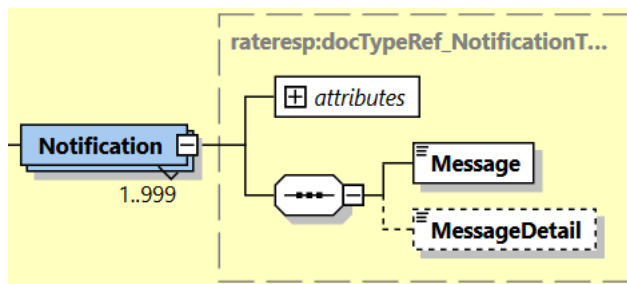 rateresp:docTypeRef_NotificationT...
attributes
Notification
1..999
Message
MessageDetail